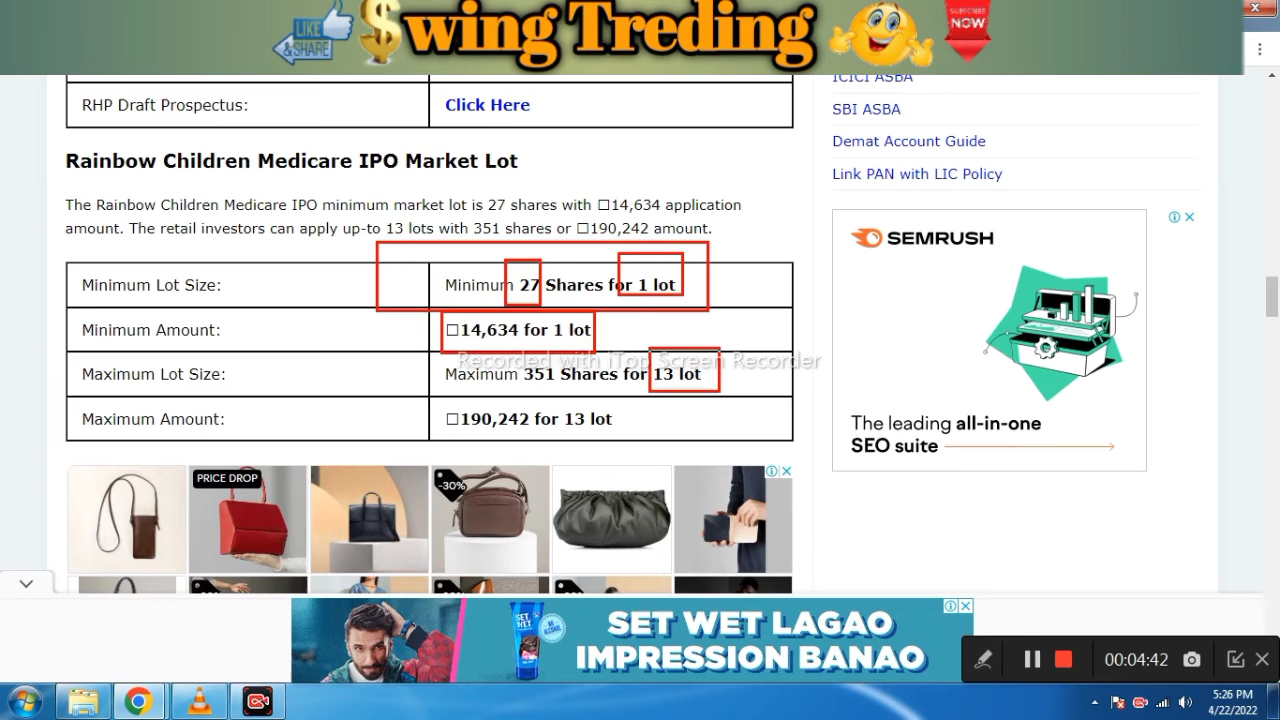 LIKE
& SHARE
$wing Treding
SUBSCRIBE
NOW
ICICI ASBA
RHP Draft Prospectus: Click Here
SBI ASBA
Demat Account Guide
Link PAN with LIC Policy
Rainbow Children Medicare IPO Market Lot
The Rainbow Children Medicare IPO minimum market lot is 27 shares with □14,634 application
amount. The retail investors can apply up-to 13 lots with 351 shares or □190,242 amount.
Minimum Lot Size: Minimum 27 Shares for 1 lot
Minimum Amount: □14,634 for 1 lot
Recorded with iTop Screen Recorder
Maximum Lot Size: Maximum 351 Shares for 13 lot
Maximum Amount: □190,242 for 13 lot
SEMRUSH
The leading all-in-one
SEO suite
PRICE DROP
-30%
SET WET
NO ALCOHOL
SET WET LAGAO
IMPRESSION BANAO
00:04:42
5:26 PM
4/22/2022